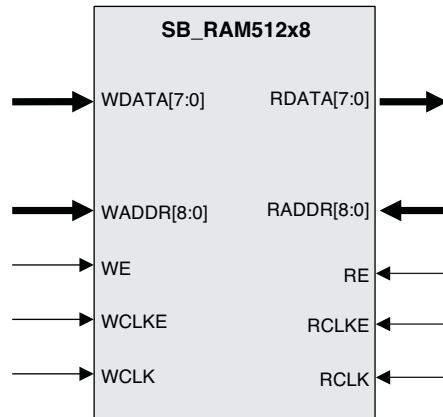 SB_RAM512x8
WDATA[7:0] RDATA[7:0]
WADDR[8:0] RADDR[8:0]
WE RE
WCLKE RCLKE
WCLK RCLK